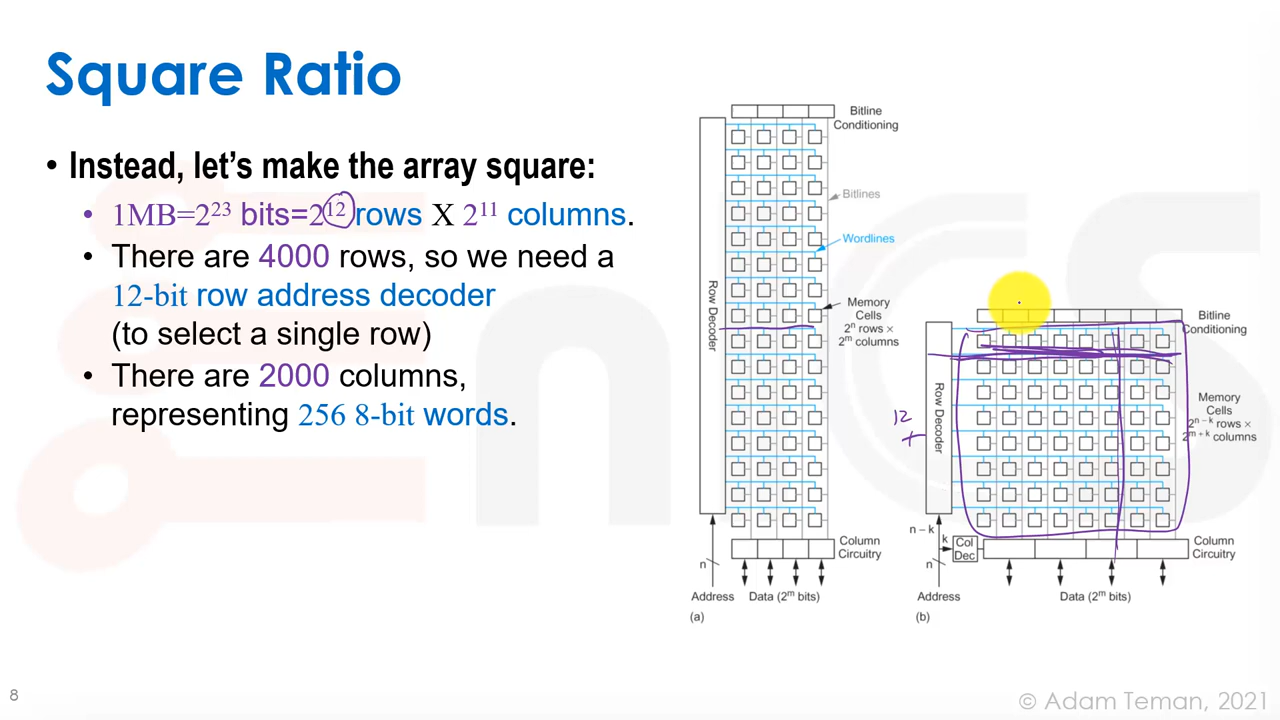 Square Ratio
• Instead, let's make the array square:
• 1MB=2²³ bits=2¹² rows X 2¹¹ columns.
• There are 4000 rows, so we need a
12-bit row address decoder
(to select a single row)
• There are 2000 columns,
representing 256 8-bit words.
Bitline
Conditioning
Bitlines
Wordlines
Row Decoder
Memory
Cells
2ⁿ rows ×
2ᵐ columns
Column
Circuitry
n
Address
Data (2ᵐ bits)
(a)
Bitline
Conditioning
12
Row Decoder
Memory
Cells
2ⁿ⁻ᵏ rows ×
2ᵐ⁺ᵏ columns
n−k
k
Col
Dec
Column
Circuitry
n
Address
Data (2ᵐ bits)
(b)
8
© Adam Teman, 2021